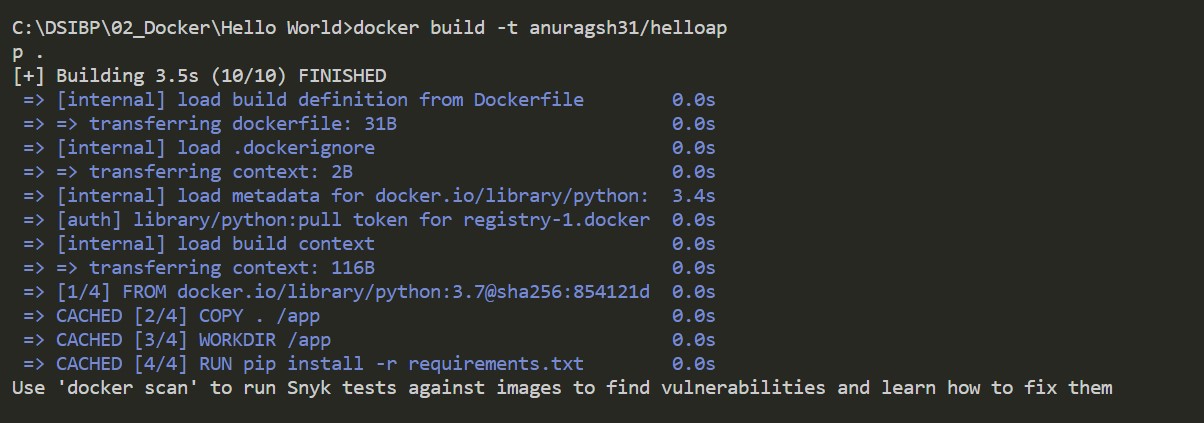 C:\DSIBP\02_Docker\Hello World>docker build -t anuragsh31/helloap
p .
[+] Building 3.5s (10/10) FINISHED
=> [internal] load build definition from Dockerfile 0.0s
=> => transferring dockerfile: 31B 0.0s
=> [internal] load .dockerignore 0.0s
=> => transferring context: 2B 0.0s
=> [internal] load metadata for docker.io/library/python: 3.4s
=> [auth] library/python:pull token for registry-1.docker 0.0s
=> [internal] load build context 0.0s
=> => transferring context: 116B 0.0s
=> [1/4] FROM docker.io/library/python:3.7@sha256:854121d 0.0s
=> CACHED [2/4] COPY . /app 0.0s
=> CACHED [3/4] WORKDIR /app 0.0s
=> CACHED [4/4] RUN pip install -r requirements.txt 0.0s
Use 'docker scan' to run Snyk tests against images to find vulnerabilities and learn how to fix them